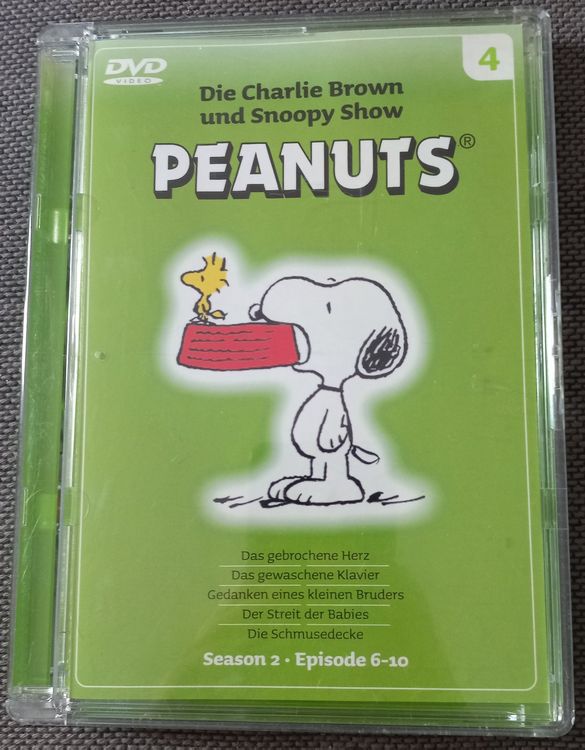 DVD
VIDEO
4
Die Charlie Brown
und Snoopy Show
PEANUTS®
Das gebrochene Herz
Das gewaschene Klavier
Gedanken eines kleinen Bruders
Der Streit der Babies
Die Schmusedecke
Season 2 · Episode 6-10